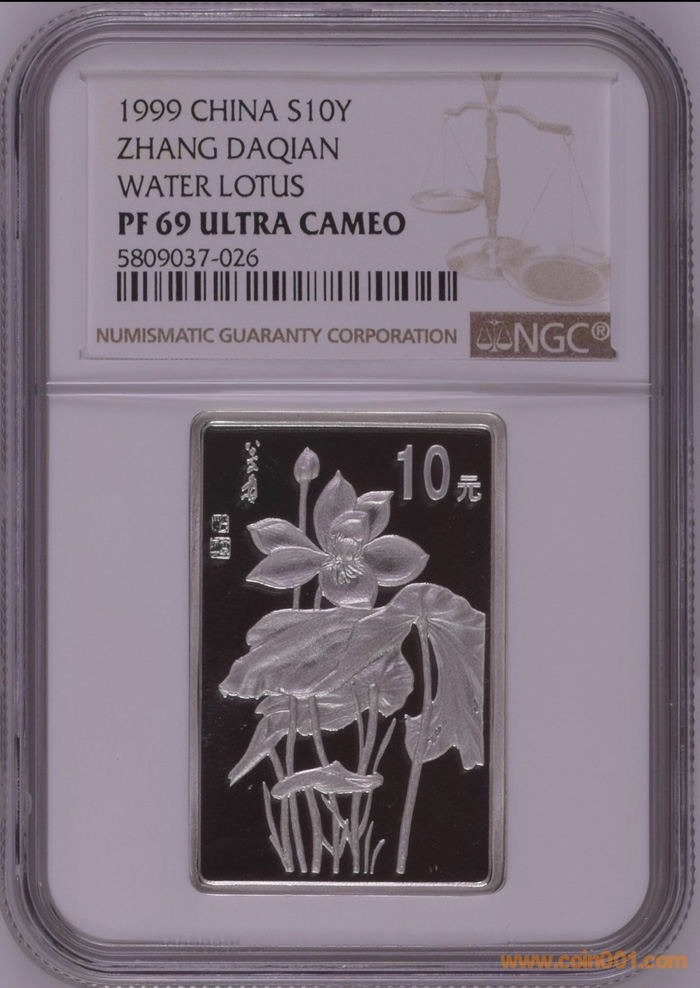 1999 CHINA S10Y
ZHANG DAQIAN
WATER LOTUS
PF 69 ULTRA CAMEO
5809037-026
NUMISMATIC GUARANTY CORPORATION
NGC®
10元
www.coin001.com